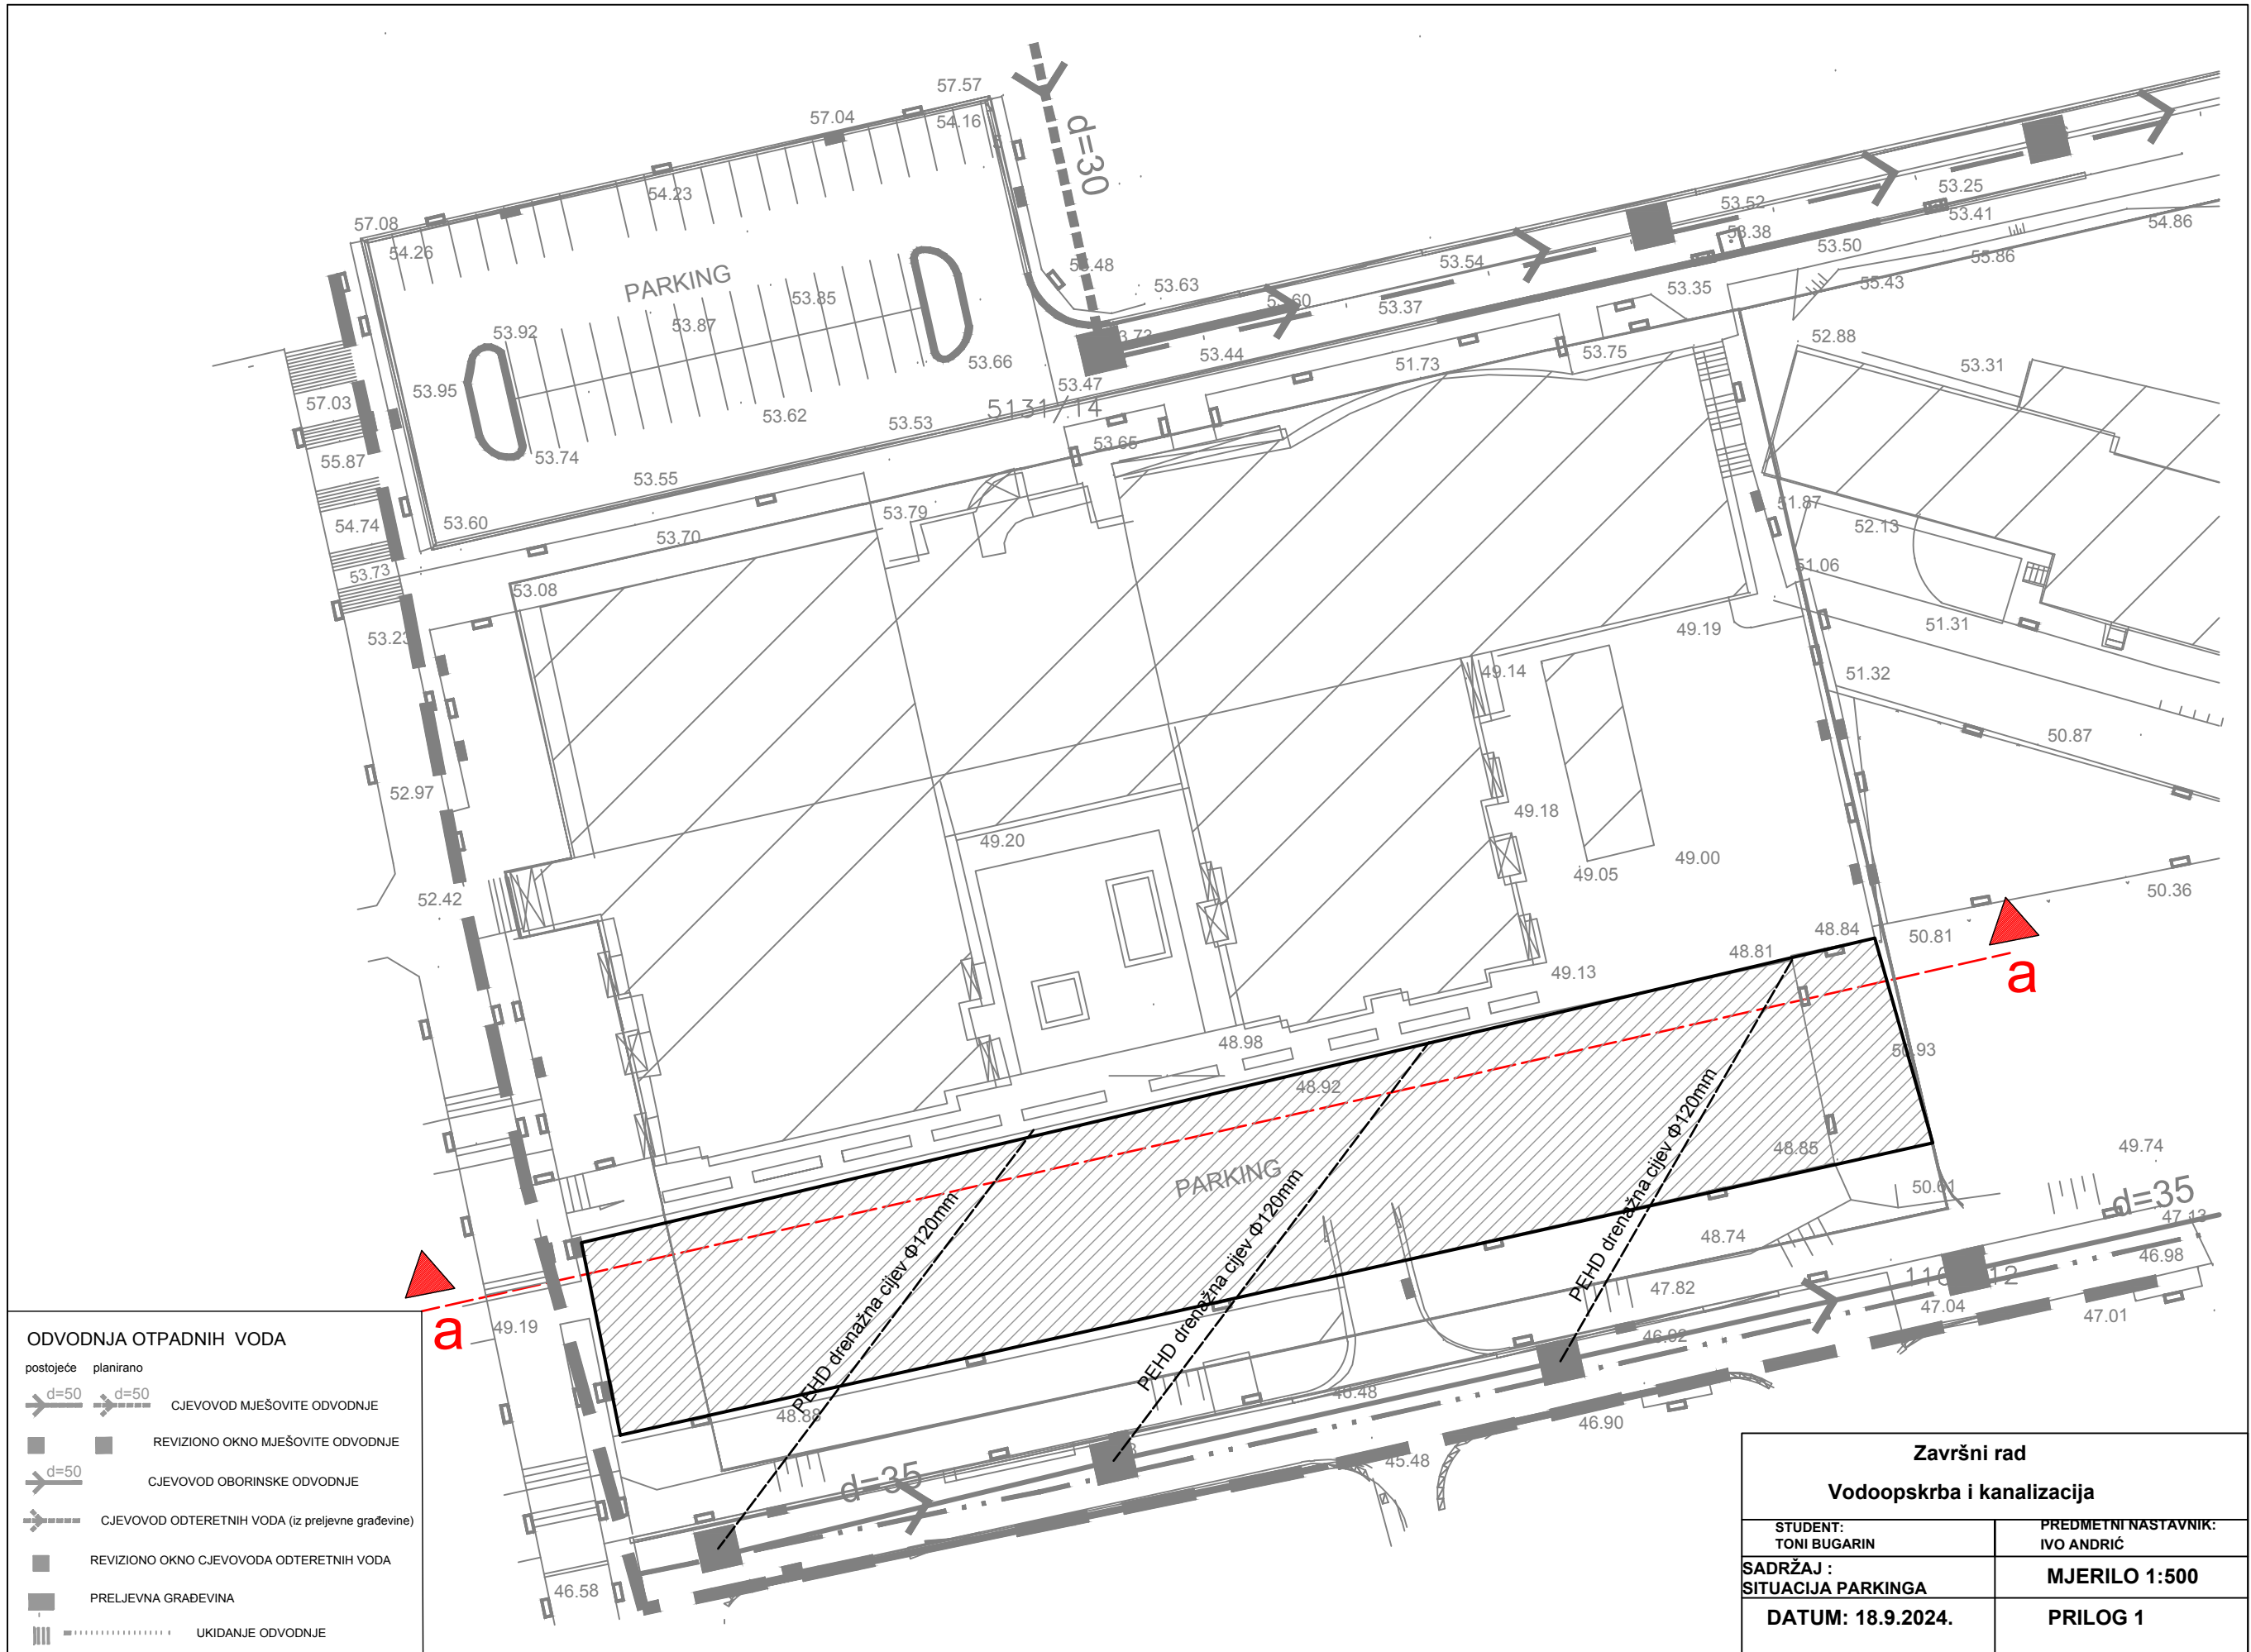 57.57
57.04
54.16
d=30
54.23
57.08
54.26
53.25
53.52
53.41
54.86
53.38
53.50
PARKING
53.54
55.86
53.63
53.85
53.35
55.43
53.37
53.87
53.92
52.88
53.44
53.75
53.66
51.73
53.31
53.47
53.95
57.03
5131/14
53.62
53.53
53.65
53.74
55.87
53.55
51.87
53.79
53.60
54.74
52.13
53.70
51.06
53.73
53.08
51.31
49.19
53.23
49.14
51.32
50.87
52.97
49.18
49.20
49.00
49.05
50.36
52.42
48.84
50.81
48.81
49.13
a
48.98
50.93
48.92
PEHD drenažna cijev Φ120mm
PEHD drenažna cijev Φ120mm
PEHD drenažna cijev Φ120mm
PARKING
48.85
49.74
50.61
d=35
47.13
48.74
46.98
47.82
47.04
47.01
49.19
a
46.92
46.48
46.90
48.88
45.48
d=35
46.58
ODVODNJA OTPADNIH VODA
postojeće planirano
d=50 d=50 CJEVOVOD MJEŠOVITE ODVODNJE
REVIZIONO OKNO MJEŠOVITE ODVODNJE
d=50 CJEVOVOD OBORINSKE ODVODNJE
CJEVOVOD ODTERETNIH VODA (iz preljevne građevine)
REVIZIONO OKNO CJEVOVODA ODTERETNIH VODA
PRELJEVNA GRAĐEVINA
UKIDANJE ODVODNJE
Završni rad
Vodoopskrba i kanalizacija
STUDENT:
TONI BUGARIN
PREDMETNI NASTAVNIK:
IVO ANDRIĆ
SADRŽAJ :
SITUACIJA PARKINGA
MJERILO 1:500
DATUM: 18.9.2024.
PRILOG 1